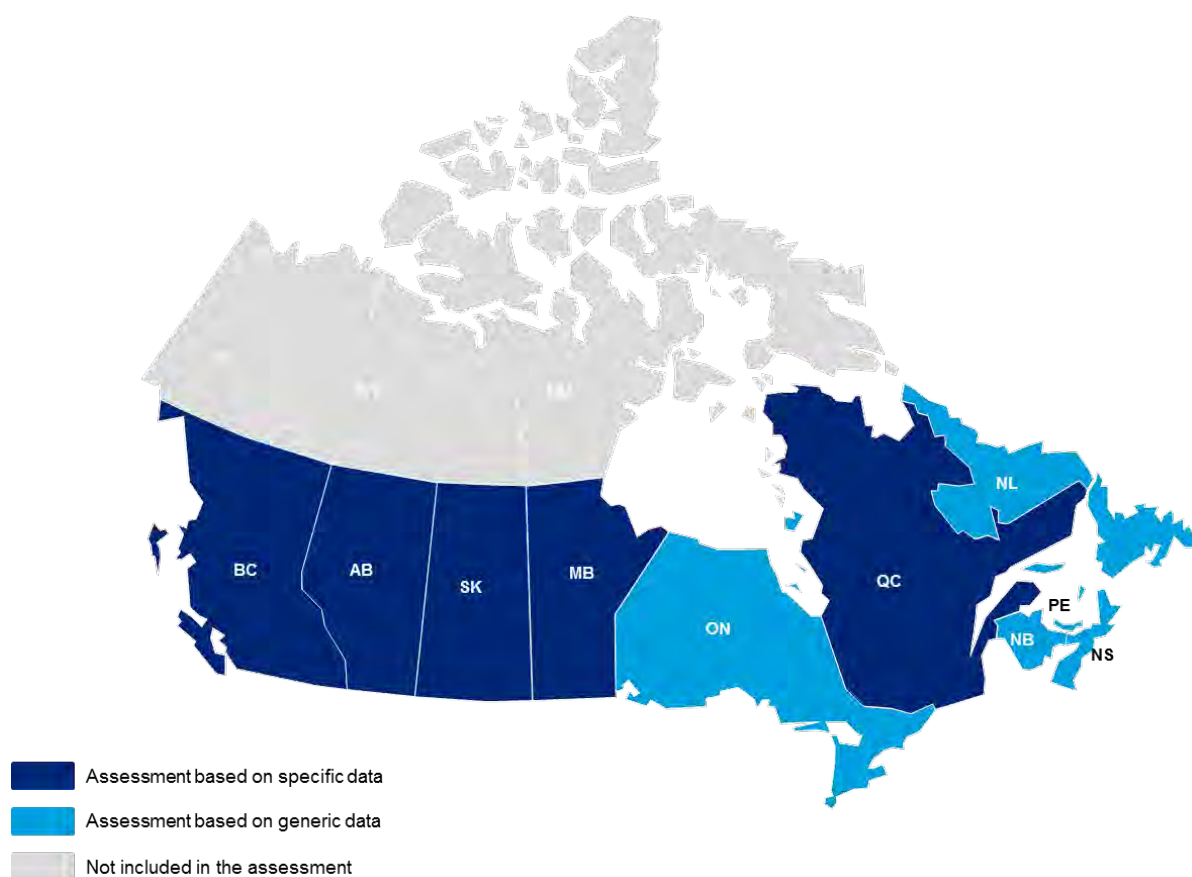 NL
BC
AB
SK
MB
QC
PE
ON
NB
NS
Assessment based on specific data
Assessment based on generic data
Not included in the assessment